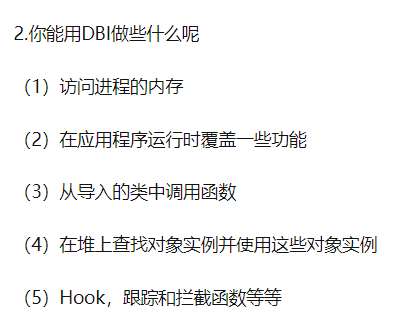 2.你能用DBI做些什么呢
（1）访问进程的内存
（2）在应用程序运行时覆盖一些功能
（3）从导入的类中调用函数
（4）在堆上查找对象实例并使用这些对象实例
（5）Hook，跟踪和拦截函数等等